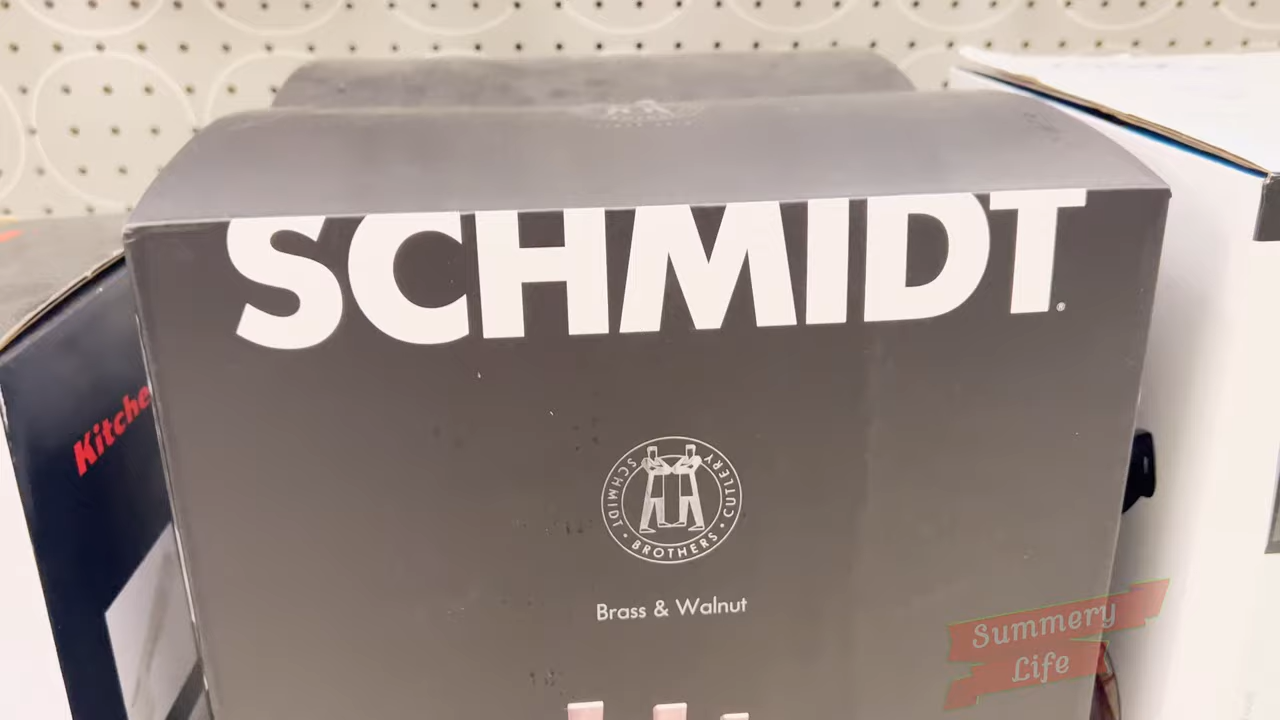 SCHMIDT®
Kitche
SCHMIDT • BROTHERS • CUTLERY
Brass & Walnut
Summery
Life